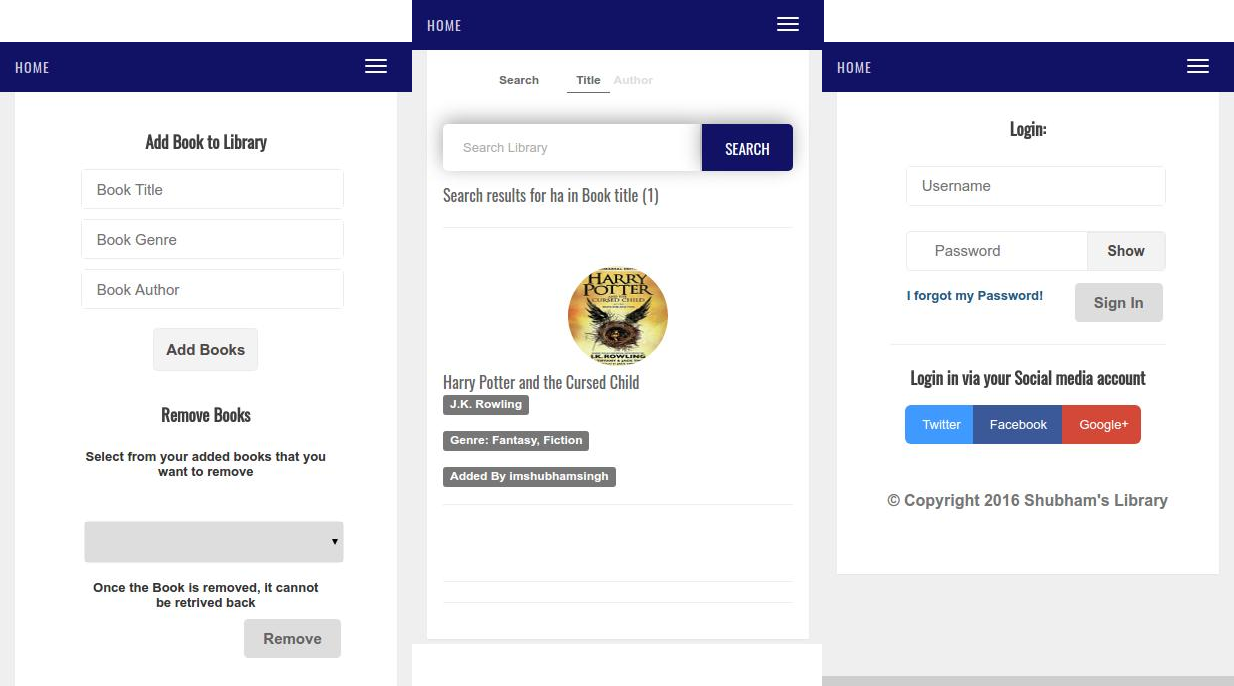 HOME
Add Book to Library
Book Title
Book Genre
Book Author
Add Books
Remove Books
Select from your added books that you
want to remove
▾
Once the Book is removed, it cannot
be retrived back
Remove
HOME
Search Title Author
Search Library SEARCH
Search results for ha in Book title (1)
HARRY
POTTER
CURSED CHILD
J.K. ROWLING
Harry Potter and the Cursed Child
J.K. Rowling
Genre: Fantasy, Fiction
Added By imshubhamsingh
HOME
Login:
Username
Password Show
I forgot my Password! Sign In
Login in via your Social media account
Twitter Facebook Google+
© Copyright 2016 Shubham's Library